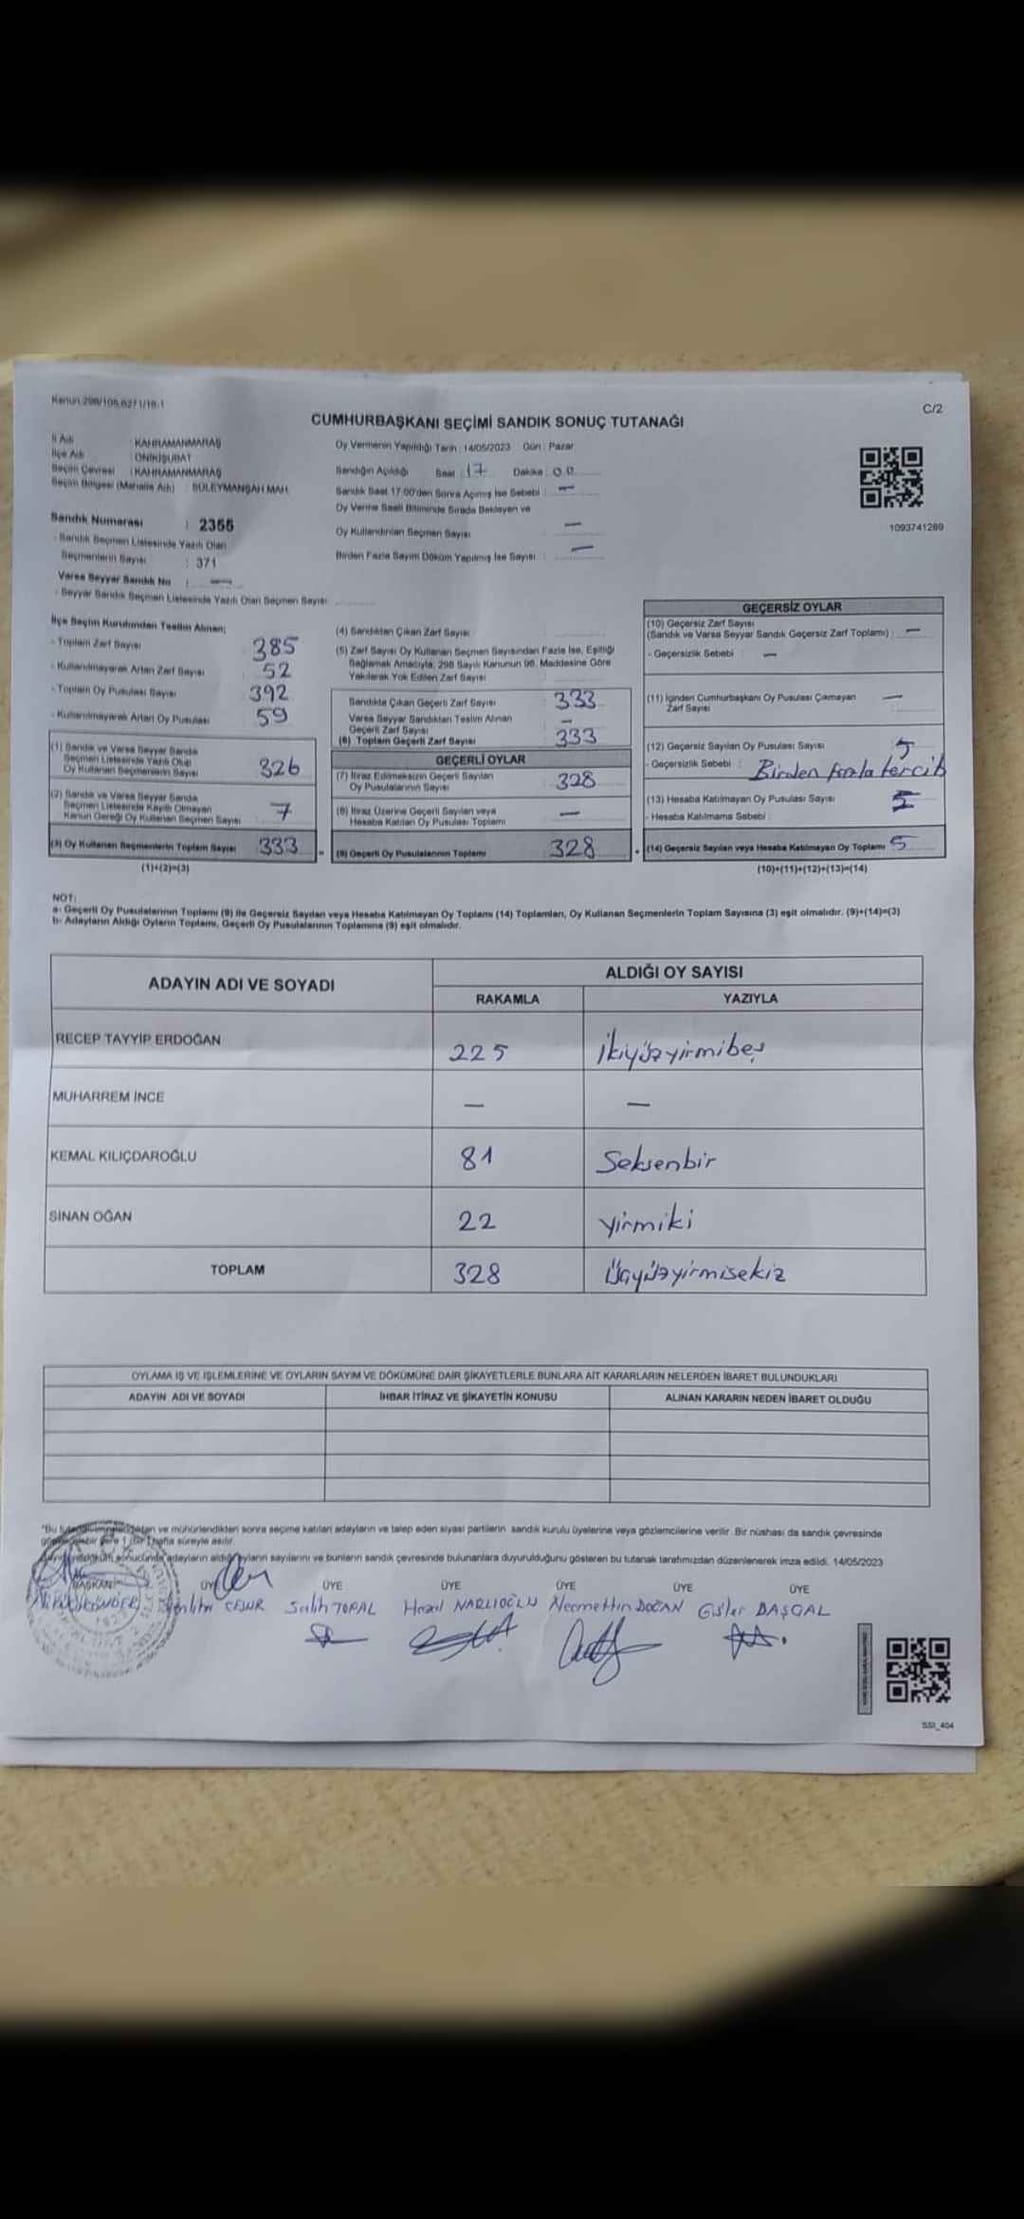 Kanun:298/105,6271/16-1
C/2
CUMHURBAŞKANI SEÇİMİ SANDIK SONUÇ TUTANAĞI
İl Adı : KAHRAMANMARAŞ
İlçe Adı : ONİKİŞUBAT
Seçim Çevresi : KAHRAMANMARAŞ
Seçim Bölgesi (Mahalle Adı) : SÜLEYMANŞAH MAH.
Sandık Numarası : 2355
- Sandık Seçmen Listesinde Yazılı Olan
Seçmenlerin Sayısı : 371
Varsa Seyyar Sandık No : —
- Seyyar Sandık Seçmen Listesinde Yazılı Olan Seçmen Sayısı
Oy Vermenin Yapıldığı Tarih : 14/05/2023 Gün : Pazar
Sandığın Açıldığı Saat : 17 Dakika : 00
Sandık Saat 17:00'den Sonra Açılmış İse Sebebi : —
Oy Verme Saati Bitiminde Sırada Bekleyen ve
Oy Kullandırılan Seçmen Sayısı —
Birden Fazla Sayım Döküm Yapılmış İse Sayısı : —
1093741289
İlçe Seçim Kurulundan Teslim Alınan;
- Toplam Zarf Sayısı 385
- Kullanılmayarak Artan Zarf Sayısı 52
- Toplam Oy Pusulası Sayısı 392
- Kullanılmayarak Artan Oy Pusulası 59
(1) Sandık ve Varsa Seyyar Sandık
Seçmen Listesinde Yazılı Olup
Oy Kullanan Seçmenlerin Sayısı 326
(2) Sandık ve Varsa Seyyar Sandık
Seçmen Listesinde Kayıtlı Olmayan
Kanun Gereği Oy Kullanan Seçmen Sayısı 7
(3) Oy Kullanan Seçmenlerin Toplam Sayısı 333
(1)+(2)=(3)
(4) Sandıktan Çıkan Zarf Sayısı
(5) Zarf Sayısı Oy Kullanan Seçmen Sayısından Fazla İse, Eşitliği
Sağlamak Amacıyla, 298 Sayılı Kanunun 98. Maddesine Göre
Yakılarak Yok Edilen Zarf Sayısı
Sandıkta Çıkan Geçerli Zarf Sayısı 333
Varsa Seyyar Sandıktan Teslim Alınan
Geçerli Zarf Sayısı —
(6) Toplam Geçerli Zarf Sayısı 333
GEÇERLİ OYLAR
(7) İtiraz Edilmeksizin Geçerli Sayılan
Oy Pusulalarının Sayısı 328
(8) İtiraz Üzerine Geçerli Sayılan veya
Hesaba Katılan Oy Pusulası Toplamı —
= (9) Geçerli Oy Pusulalarının Toplamı 328
GEÇERSİZ OYLAR
(10) Geçersiz Zarf Sayısı
(Sandık ve Varsa Seyyar Sandık Geçersiz Zarf Toplamı) : —
- Geçersizlik Sebebi : —
(11) İçinden Cumhurbaşkanı Oy Pusulası Çıkmayan
Zarf Sayısı —
(12) Geçersiz Sayılan Oy Pusulası Sayısı 5
- Geçersizlik Sebebi : Birden fazla tercih
(13) Hesaba Katılmayan Oy Pusulası Sayısı
- Hesaba Katılmama Sebebi :
+ (14) Geçersiz Sayılan veya Hesaba Katılmayan Oy Toplamı 5
(10)+(11)+(12)+(13)=(14)
NOT:
a- Geçerli Oy Pusulalarının Toplamı (9) ile Geçersiz Sayılan veya Hesaba Katılmayan Oy Toplamı (14) Toplamları, Oy Kullanan Seçmenlerin Toplam Sayısına (3) eşit olmalıdır. (9)+(14)=(3)
b- Adayların Aldığı Oyların Toplamı, Geçerli Oy Pusulalarının Toplamına (9) eşit olmalıdır.
ADAYIN ADI VE SOYADI
ALDIĞI OY SAYISI
RAKAMLA YAZIYLA
RECEP TAYYİP ERDOĞAN 225 İkiyüzyirmibeş
MUHARREM İNCE — —
KEMAL KILIÇDAROĞLU 81 Seksenbir
SİNAN OĞAN 22 yirmiki
TOPLAM 328 Üçyüzyirmisekiz
OYLAMA İŞ VE İŞLEMLERİNE VE OYLARIN SAYIM VE DÖKÜMÜNE DAİR ŞİKAYETLERLE BUNLARA AİT KARARLARIN NELERDEN İBARET BULUNDUKLARI
ADAYIN ADI VE SOYADI İHBAR İTİRAZ VE ŞİKAYETİN KONUSU ALINAN KARARIN NEDEN İBARET OLDUĞU
"Bu ve mühürlendikten sonra seçime katılan adayların ve talep eden siyasi partilerin sandık kurulu üyelerine veya gözlemcilerine verilir. Bir nüshası da sandık çevresinde
yere 1 hafta süreyle asılır.
sonucunda adayların aldığı oyların sayılarını ve bunların sandık çevresinde bulunanlara duyurulduğunu gösteren bu tutanak tarafımızdan düzenlenerek imza edildi. 14/05/2023
BAŞKAN ÜYE ÜYE ÜYE ÜYE ÜYE ÜYE
Salih TOPAL NARLIOĞLU Necmettin DOĞAN
SSI_404